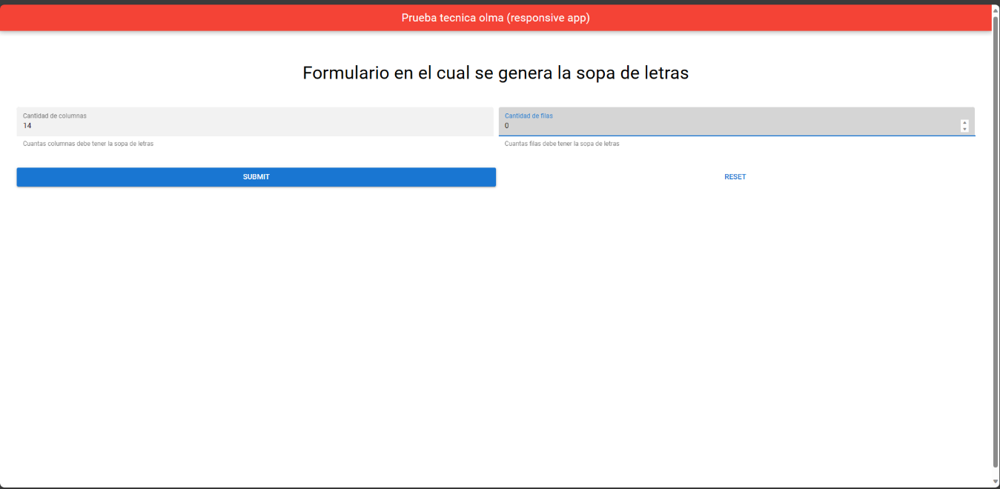 Prueba tecnica olma (responsive app)
Formulario en el cual se genera la sopa de letras
Cantidad de columnas
14
Cuantas columnas debe tener la sopa de letras
Cantidad de filas
0
Cuantas filas debe tener la sopa de letras
SUBMIT
RESET